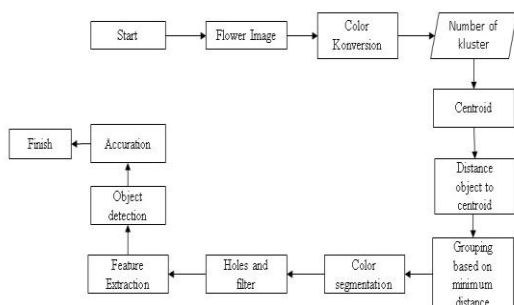 Start
Flower Image
Color
Konversion
Number of
kluster
Centroid
Distance
object to
centroid
Grouping
based on
minimum
distance
Color
segmentation
Holes and
filter
Feature
Extraction
Object
detection
Accuration
Finish